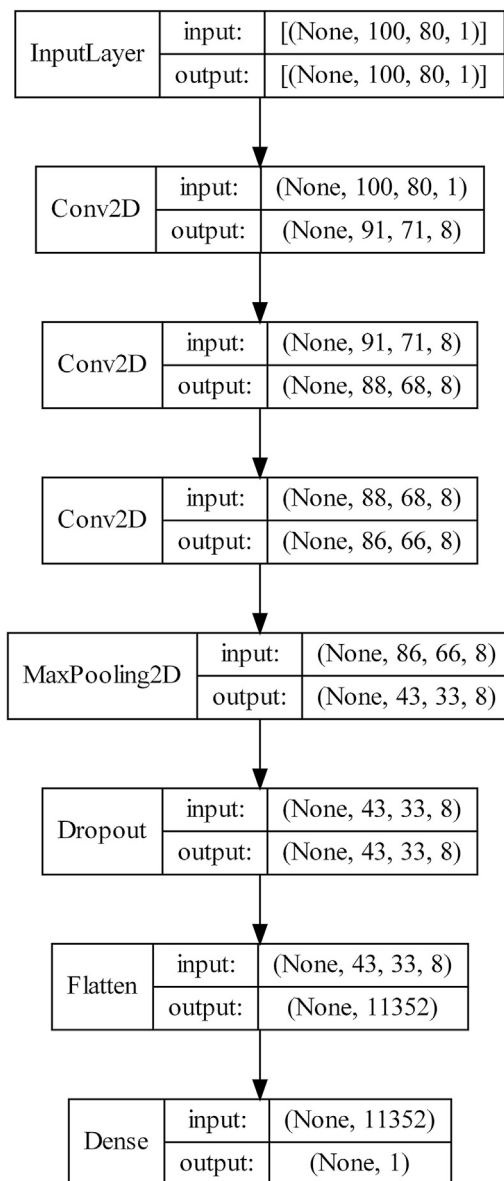 InputLayer
input: [(None, 100, 80, 1)]
output: [(None, 100, 80, 1)]
Conv2D
input: (None, 100, 80, 1)
output: (None, 91, 71, 8)
Conv2D
input: (None, 91, 71, 8)
output: (None, 88, 68, 8)
Conv2D
input: (None, 88, 68, 8)
output: (None, 86, 66, 8)
MaxPooling2D
input: (None, 86, 66, 8)
output: (None, 43, 33, 8)
Dropout
input: (None, 43, 33, 8)
output: (None, 43, 33, 8)
Flatten
input: (None, 43, 33, 8)
output: (None, 11352)
Dense
input: (None, 11352)
output: (None, 1)